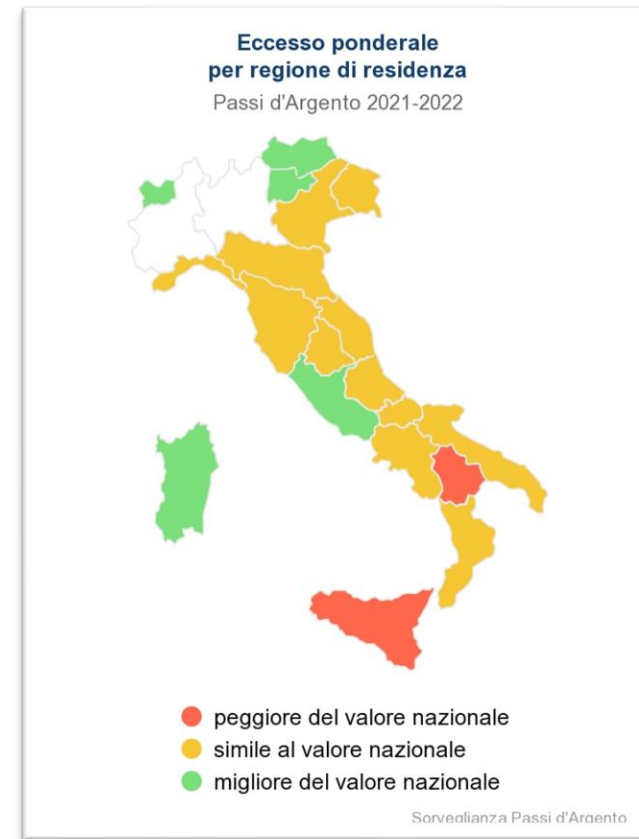 Eccesso ponderale
per regione di residenza
Passi d'Argento 2021-2022
peggiore del valore nazionale
simile al valore nazionale
migliore del valore nazionale
Sorveglianza Passi d'Argento